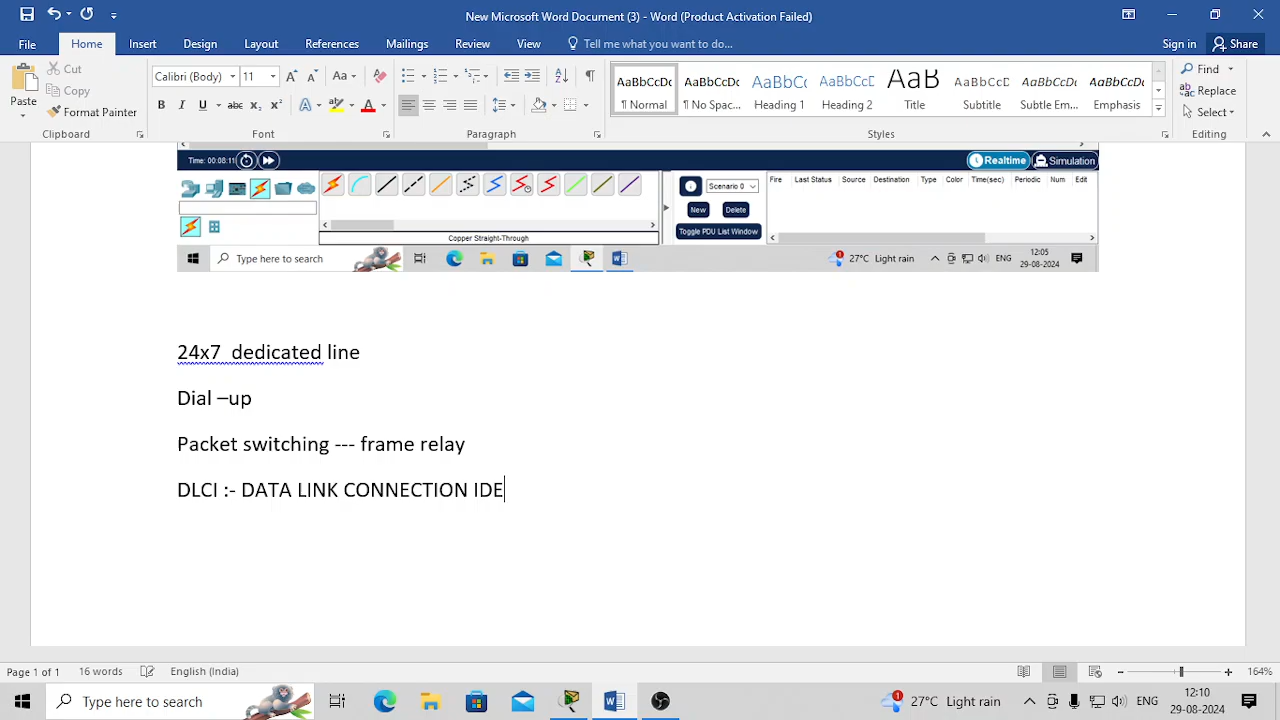 New Microsoft Word Document (3) - Word (Product Activation Failed)
File Home Insert Design Layout References Mailings Review View Tell me what you want to do... Sign in Share
Paste Cut Copy Format Painter
Calibri (Body) 11
AaBbCcDc AaBbCcDc AaBbCc AaBbCcD AaB AaBbCcD AaBbCcDc AaBbCcDc
¶ Normal ¶ No Spac... Heading 1 Heading 2 Title Subtitle Subtle Em... Emphasis
Find Replace Select
Clipboard Font Paragraph Styles Editing
Time: 00:08:11 Realtime Simulation
Scenario 0 Fire Last Status Source Destination Type Color Time(sec) Periodic Num Edit
New Delete
Toggle PDU List Window
Copper Straight-Through
Type here to search 27°C Light rain ENG 12:05
29-08-2024
24x7 dedicated line
Dial –up
Packet switching --- frame relay
DLCI :- DATA LINK CONNECTION IDE
Page 1 of 1 16 words English (India) 164%
Type here to search 27°C Light rain ENG 12:10
29-08-2024